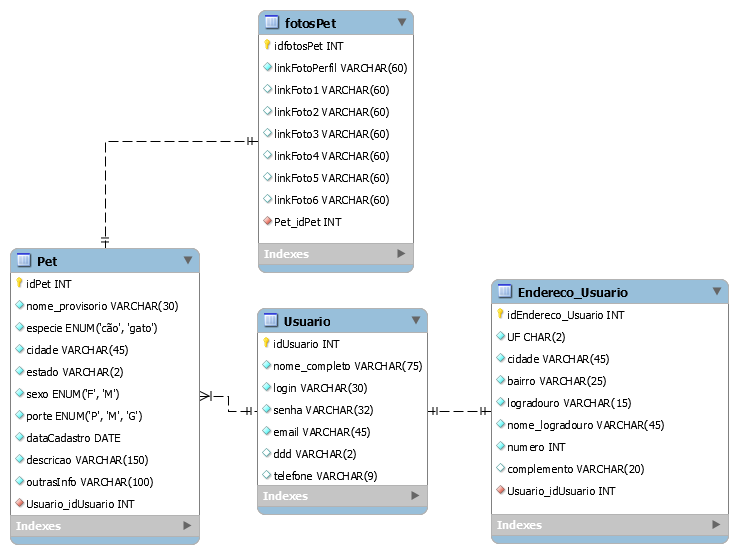 fotosPet
idfotosPet INT
linkFotoPerfil VARCHAR(60)
linkFoto1 VARCHAR(60)
linkFoto2 VARCHAR(60)
linkFoto3 VARCHAR(60)
linkFoto4 VARCHAR(60)
linkFoto5 VARCHAR(60)
linkFoto6 VARCHAR(60)
Pet_idPet INT
Indexes
Pet
idPet INT
nome_provisorio VARCHAR(30)
especie ENUM('cão', 'gato')
cidade VARCHAR(45)
estado VARCHAR(2)
sexo ENUM('F', 'M')
porte ENUM('P', 'M', 'G')
dataCadastro DATE
descricao VARCHAR(150)
outrasInfo VARCHAR(100)
Usuario_idUsuario INT
Indexes
Usuario
idUsuario INT
nome_completo VARCHAR(75)
login VARCHAR(30)
senha VARCHAR(32)
email VARCHAR(45)
ddd VARCHAR(2)
telefone VARCHAR(9)
Indexes
Endereco_Usuario
idEndereco_Usuario INT
UF CHAR(2)
cidade VARCHAR(45)
bairro VARCHAR(25)
logradouro VARCHAR(15)
nome_logradouro VARCHAR(45)
numero INT
complemento VARCHAR(20)
Usuario_idUsuario INT
Indexes